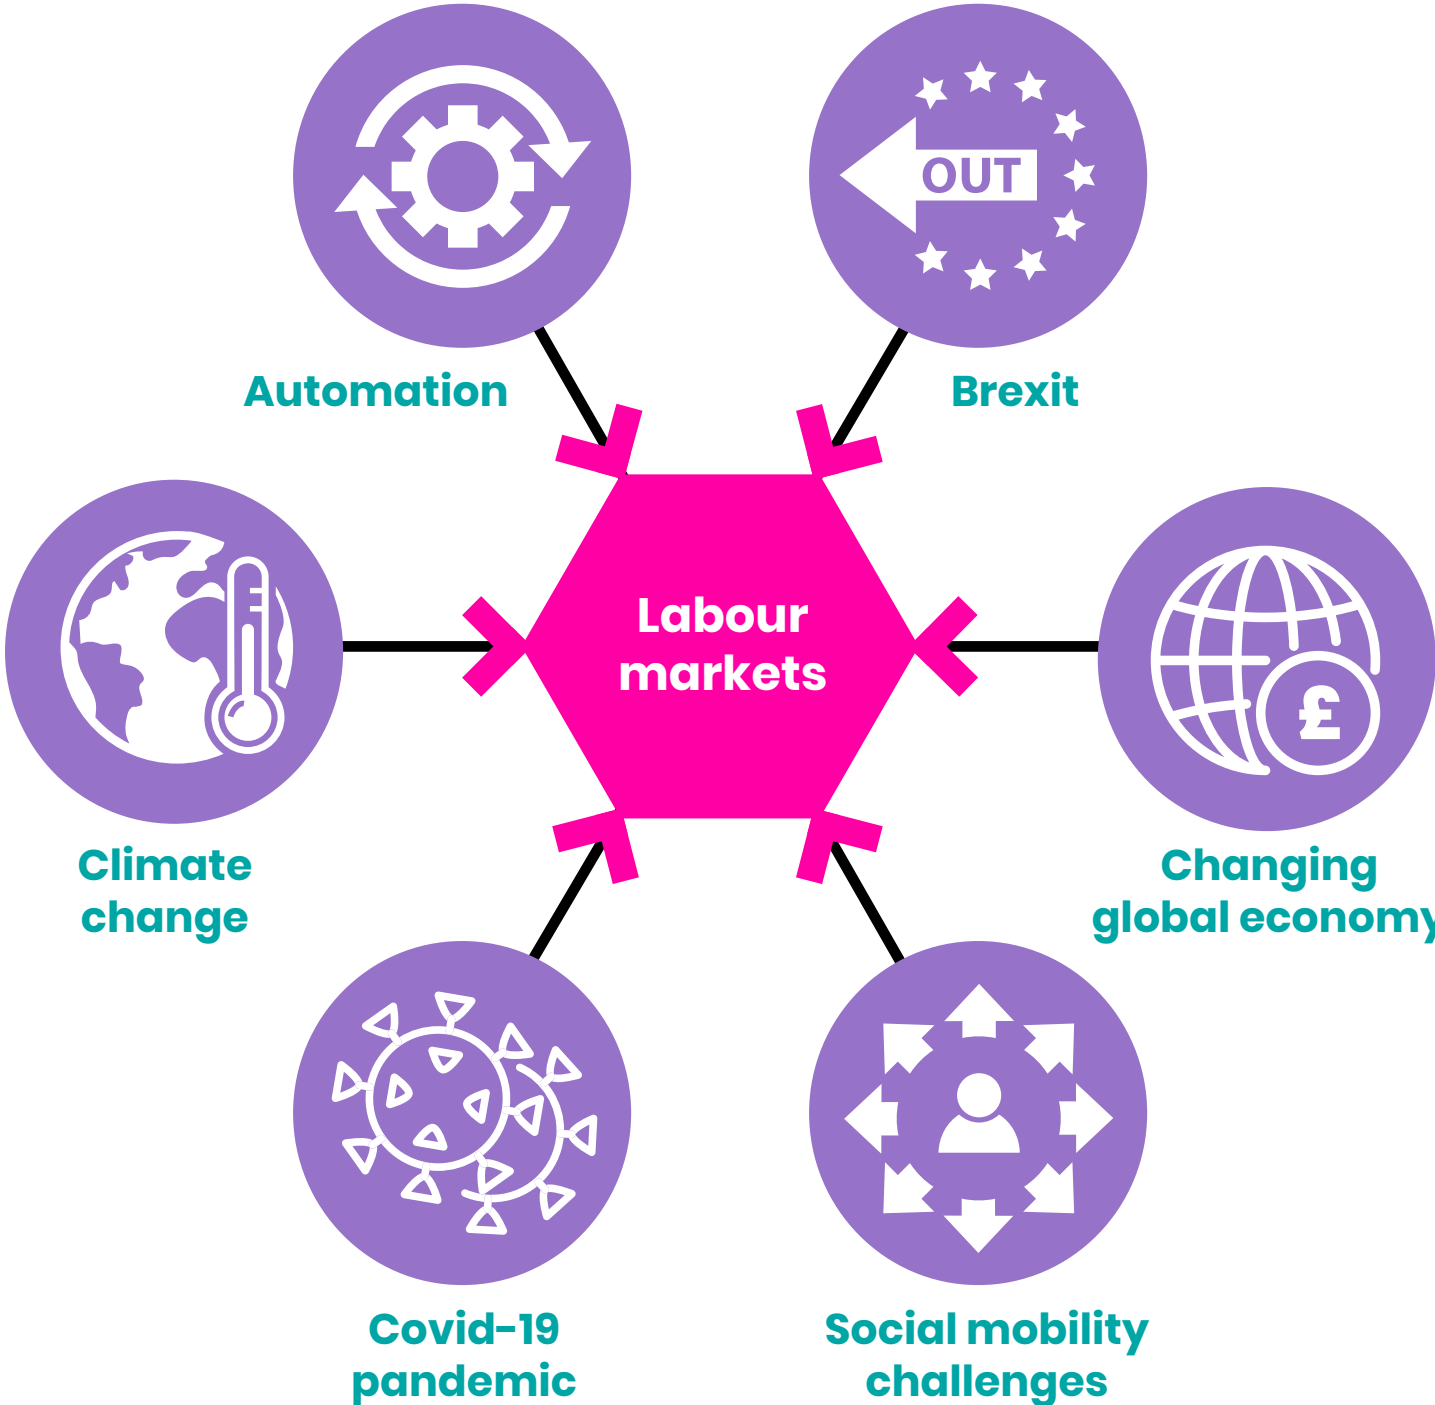 OUT
Automation
Brexit
Labour
markets
£
Climate
change
Changing
global economy
Covid-19
pandemic
Social mobility
challenges